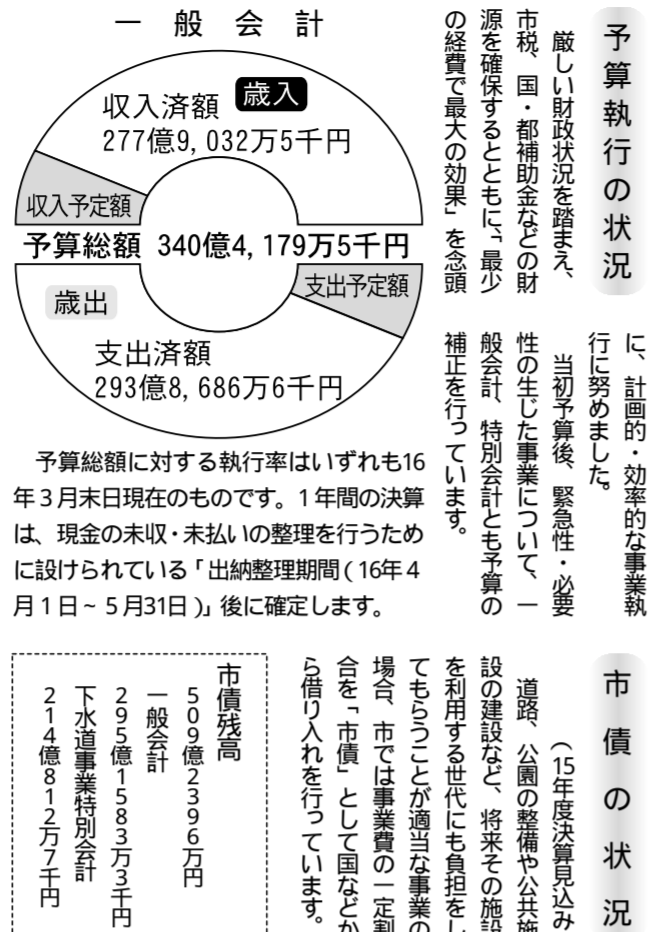 予算執行の状況
厳しい財政状況を踏まえ、
市税、国・都補助金などの財
源を確保するとともに、「最少
の経費で最大の効果」を念頭
に、計画的・効率的な事業執
行に努めました。
当初予算後、緊急性・必要
性の生じた事業について、一
般会計、特別会計とも予算の
補正を行っています。
一般会計
歳入
収入済額
277億9,032万5千円
収入予定額
予算総額 340億4,179万5千円
支出予定額
歳出
支出済額
293億8,686万6千円
予算総額に対する執行率はいずれも16
年3月末日現在のものです。1年間の決算
は、現金の未収・未払いの整理を行うため
に設けられている「出納整理期間(16年4
月1日~5月31日)」後に確定します。
市債の状況
(15年度決算見込み
道路、公園の整備や公共施
設の建設など、将来その施設
を利用する世代にも負担をし
てもらうことが適当な事業の
場合、市では事業費の一定割
合を「市債」として国などか
ら借り入れを行っています。
市債残高
509億2396万円
一般会計
295億1583万3千円
下水道事業特別会計
214億812万7千円